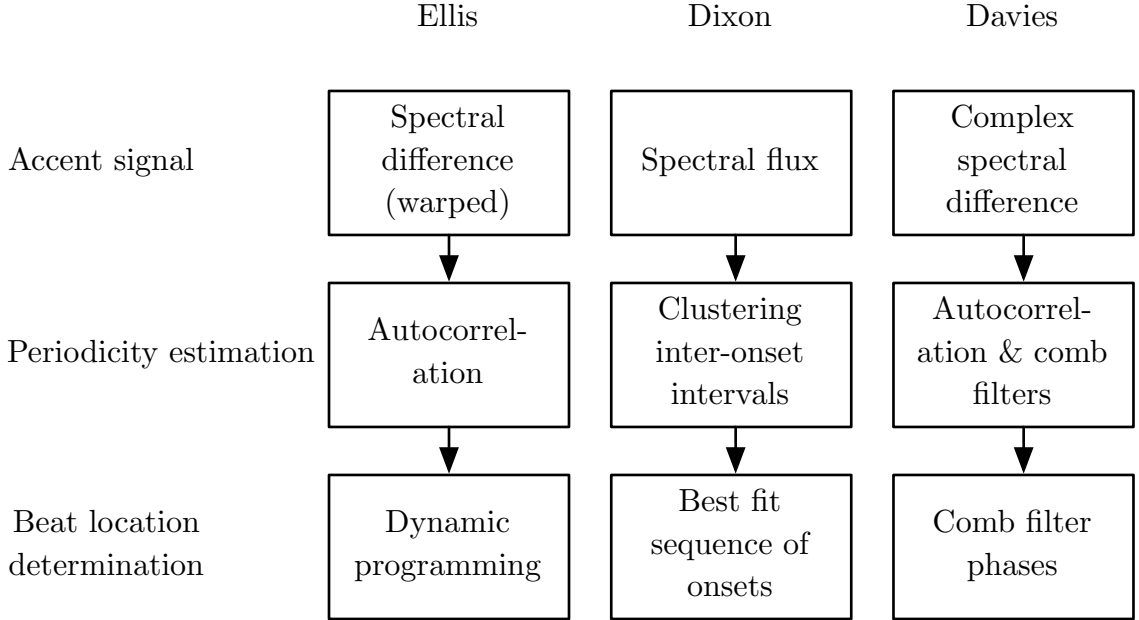 Ellis
Dixon
Davies
Accent signal
Spectral
difference
(warped)
Spectral flux
Complex
spectral
difference
Periodicity estimation
Autocorrel-
ation
Clustering
inter-onset
intervals
Autocorrel-
ation & comb
filters
Beat location
determination
Dynamic
programming
Best fit
sequence of
onsets
Comb filter
phases